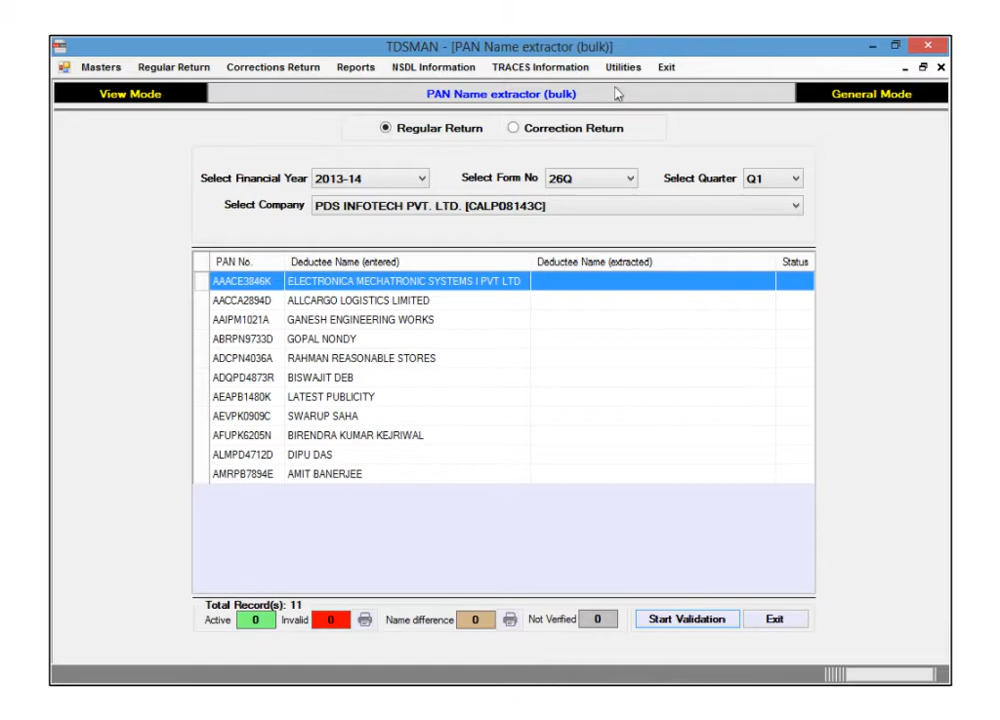 TDSMAN - [PAN Name extractor (bulk)]
Masters Regular Return Corrections Return Reports NSDL Information TRACES Information Utilities Exit
View Mode PAN Name extractor (bulk) General Mode
Regular Return Correction Return
Select Financial Year 2013-14 Select Form No 26Q Select Quarter Q1
Select Company PDS INFOTECH PVT. LTD. [CALP08143C]
PAN No. Deductee Name (entered) Deductee Name (extracted) Status
AAACE3846K ELECTRONICA MECHATRONIC SYSTEMS I PVT LTD
AACCA2894D ALLCARGO LOGISTICS LIMITED
AAIPM1021A GANESH ENGINEERING WORKS
ABRPN9733D GOPAL NONDY
ADCPN4036A RAHMAN REASONABLE STORES
ADQPD4873R BISWAJIT DEB
AEAPB1480K LATEST PUBLICITY
AEVPK0909C SWARUP SAHA
AFUPK6205N BIRENDRA KUMAR KEJRIWAL
ALMPD4712D DIPU DAS
AMRPB7894E AMIT BANERJEE
Total Record(s): 11
Active 0 Invalid 0 Name difference 0 Not Verified 0 Start Validation Exit